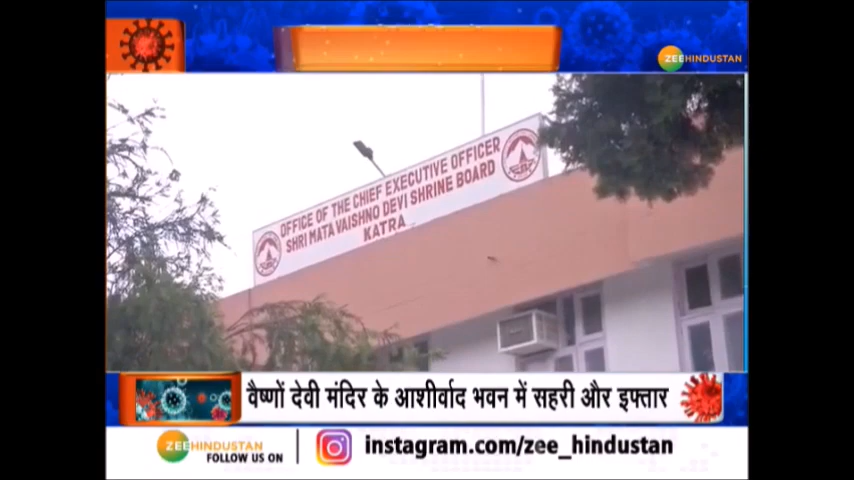 ZEEHINDUSTAN
OFFICE OF THE CHIEF EXECUTIVE OFFICER
SHRI MATA VAISHNO DEVI SHRINE BOARD
KATRA
वैष्णों देवी मंदिर के आशीर्वाद भवन में सहरी और इफ्तार
ZEEHINDUSTAN
FOLLOW US ON
instagram.com/zee_hindustan